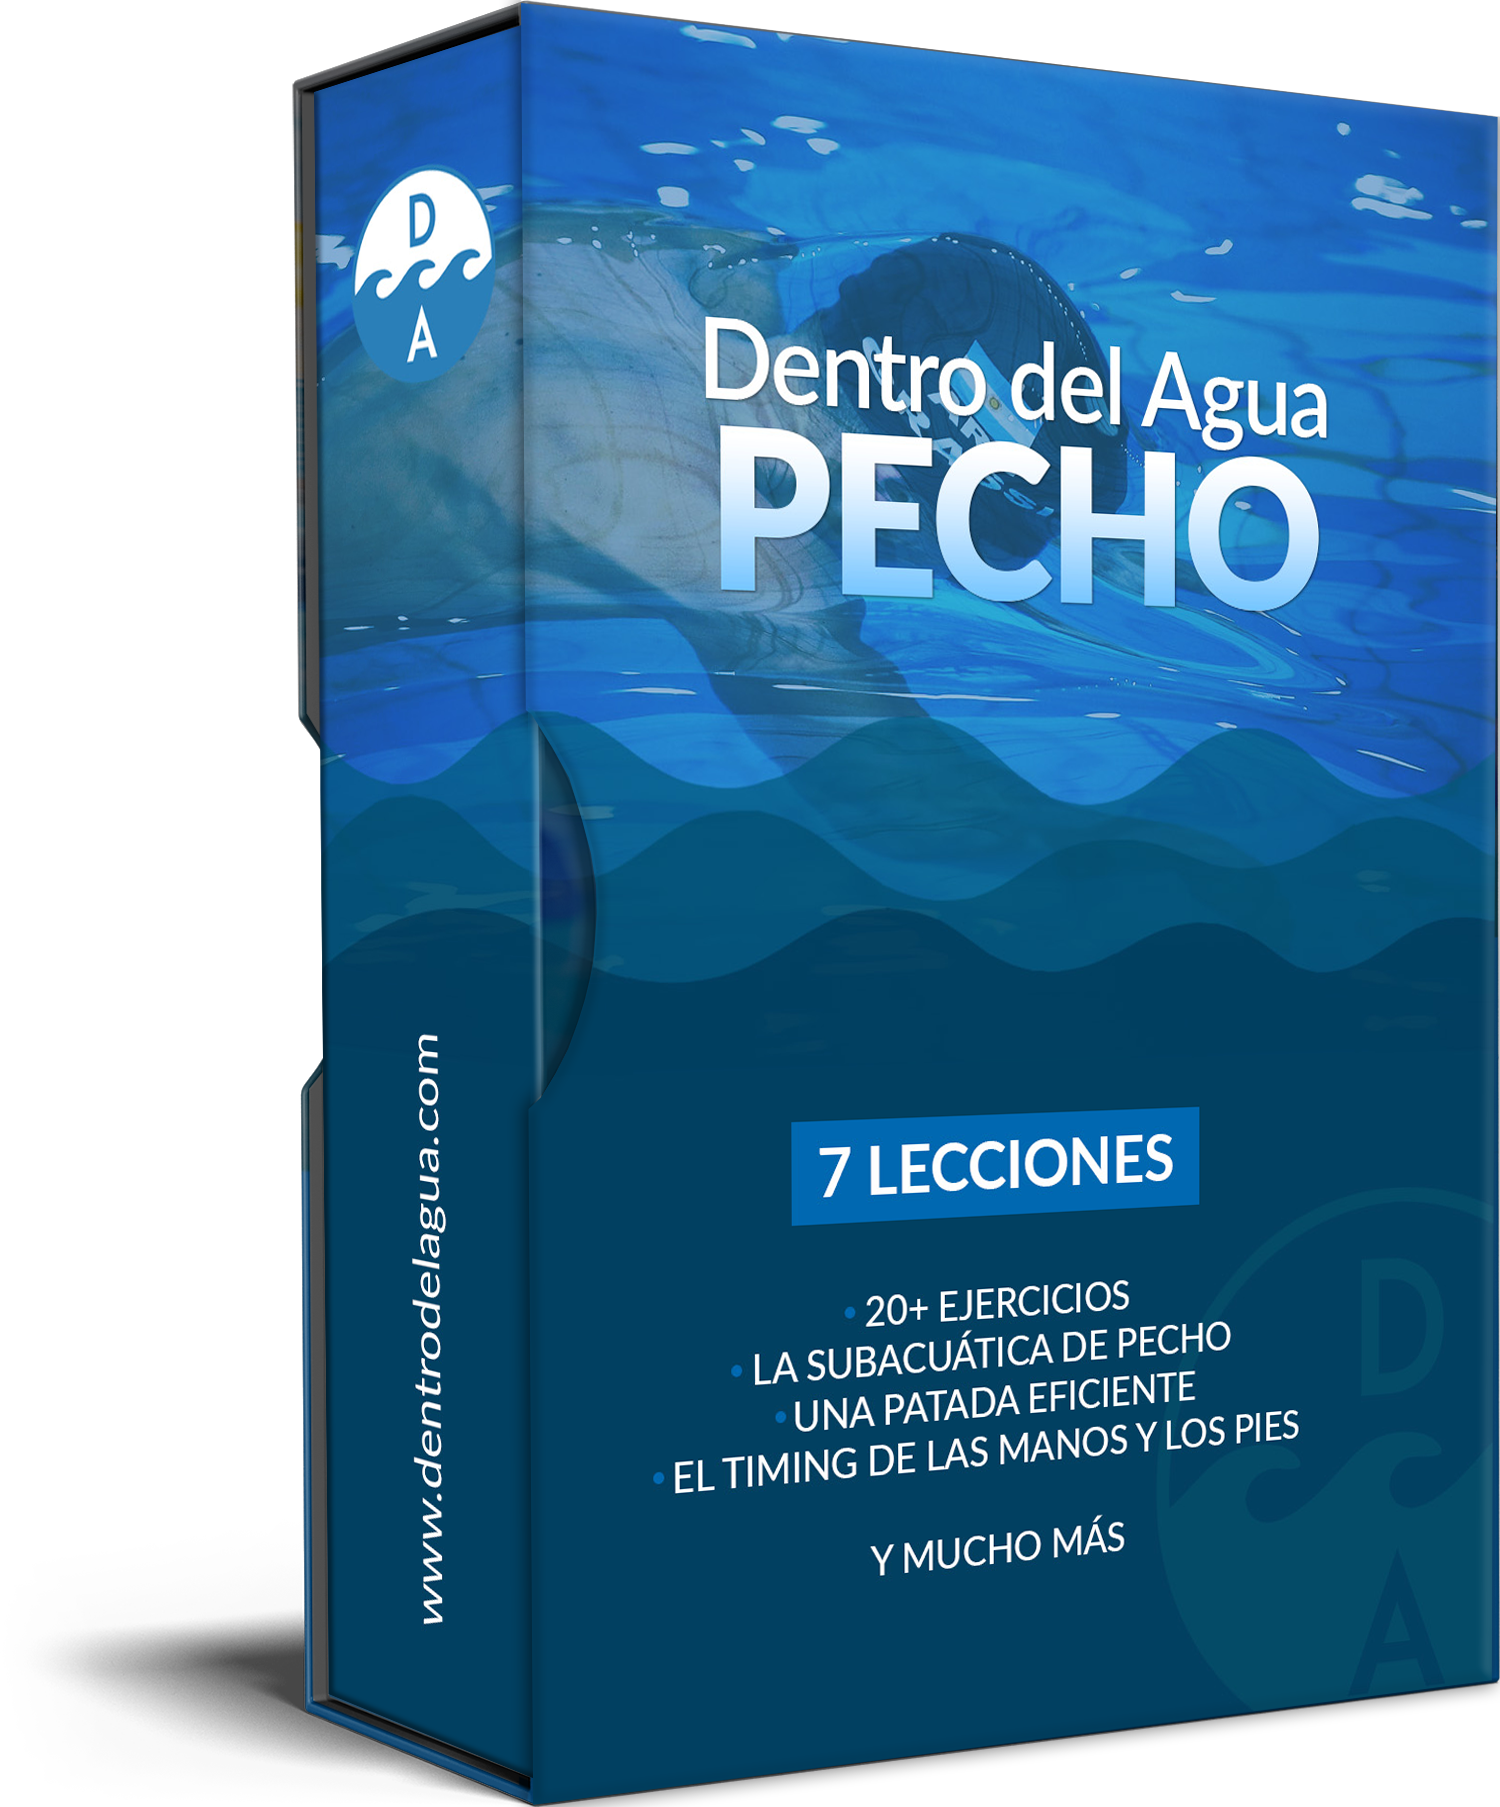 D
A
www.dentrodelagua.com
Dentro del Agua
PECHO
7 LECCIONES
• 20+ EJERCICIOS
• LA SUBACUÁTICA DE PECHO
• UNA PATADA EFICIENTE
• EL TIMING DE LAS MANOS Y LOS PIES
Y MUCHO MÁS
D
A